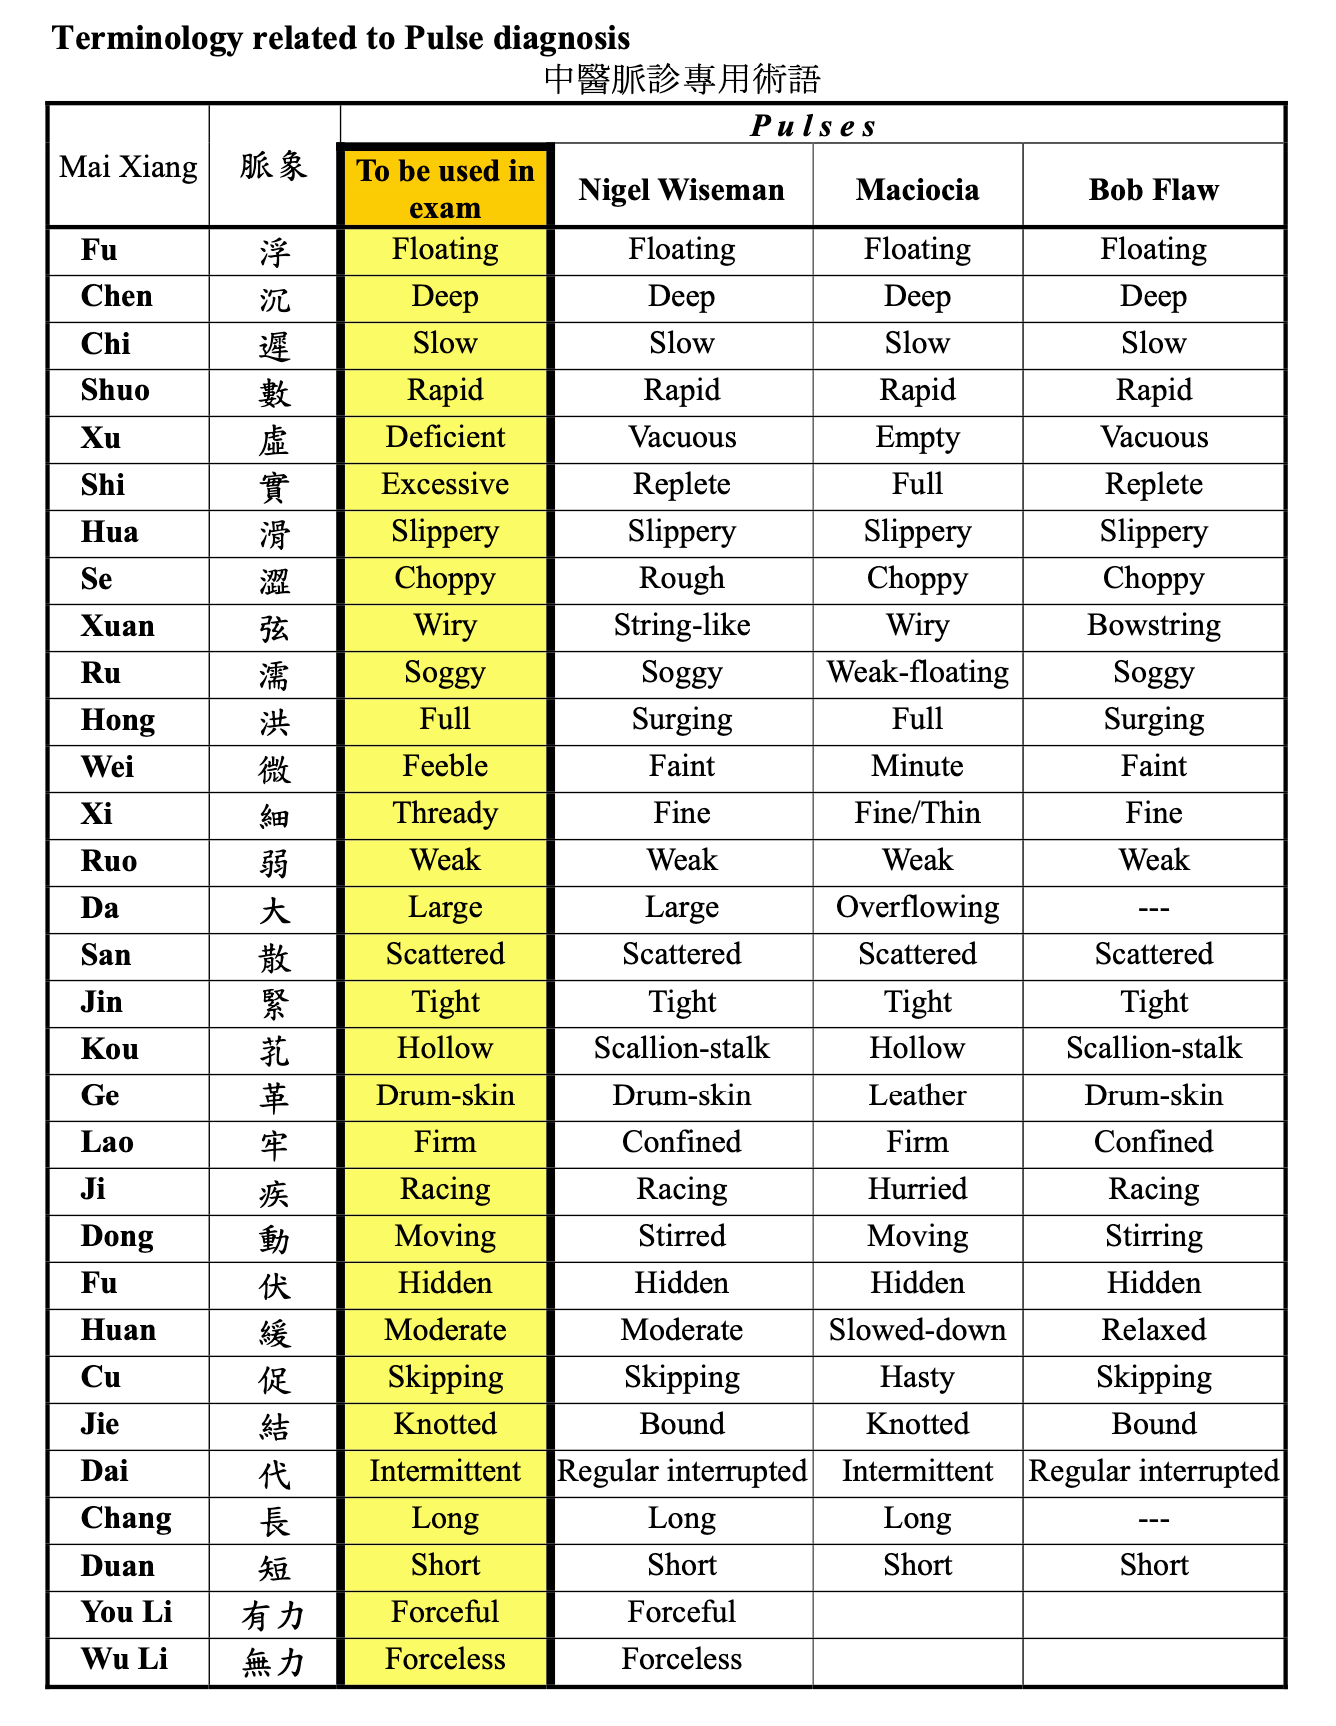 Terminology related to Pulse diagnosis
中醫脈診專用術語
Mai Xiang 脈象 Pulses
To be used in exam Nigel Wiseman Maciocia Bob Flaw
Fu 浮 Floating Floating Floating Floating
Chen 沉 Deep Deep Deep Deep
Chi 遲 Slow Slow Slow Slow
Shuo 數 Rapid Rapid Rapid Rapid
Xu 虛 Deficient Vacuous Empty Vacuous
Shi 實 Excessive Replete Full Replete
Hua 滑 Slippery Slippery Slippery Slippery
Se 澀 Choppy Rough Choppy Choppy
Xuan 弦 Wiry String-like Wiry Bowstring
Ru 濡 Soggy Soggy Weak-floating Soggy
Hong 洪 Full Surging Full Surging
Wei 微 Feeble Faint Minute Faint
Xi 細 Thready Fine Fine/Thin Fine
Ruo 弱 Weak Weak Weak Weak
Da 大 Large Large Overflowing ---
San 散 Scattered Scattered Scattered Scattered
Jin 緊 Tight Tight Tight Tight
Kou 芤 Hollow Scallion-stalk Hollow Scallion-stalk
Ge 革 Drum-skin Drum-skin Leather Drum-skin
Lao 牢 Firm Confined Firm Confined
Ji 疾 Racing Racing Hurried Racing
Dong 動 Moving Stirred Moving Stirring
Fu 伏 Hidden Hidden Hidden Hidden
Huan 緩 Moderate Moderate Slowed-down Relaxed
Cu 促 Skipping Skipping Hasty Skipping
Jie 結 Knotted Bound Knotted Bound
Dai 代 Intermittent Regular interrupted Intermittent Regular interrupted
Chang 長 Long Long Long ---
Duan 短 Short Short Short Short
You Li 有力 Forceful Forceful
Wu Li 無力 Forceless Forceless